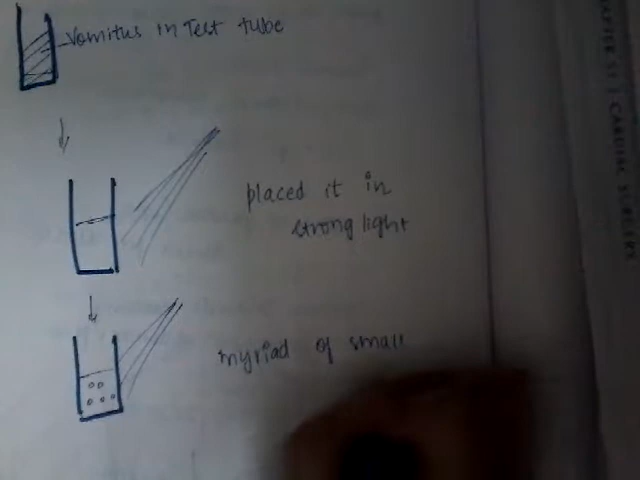 Vomitus in Test tube
placed it in
strong light
myriad of small